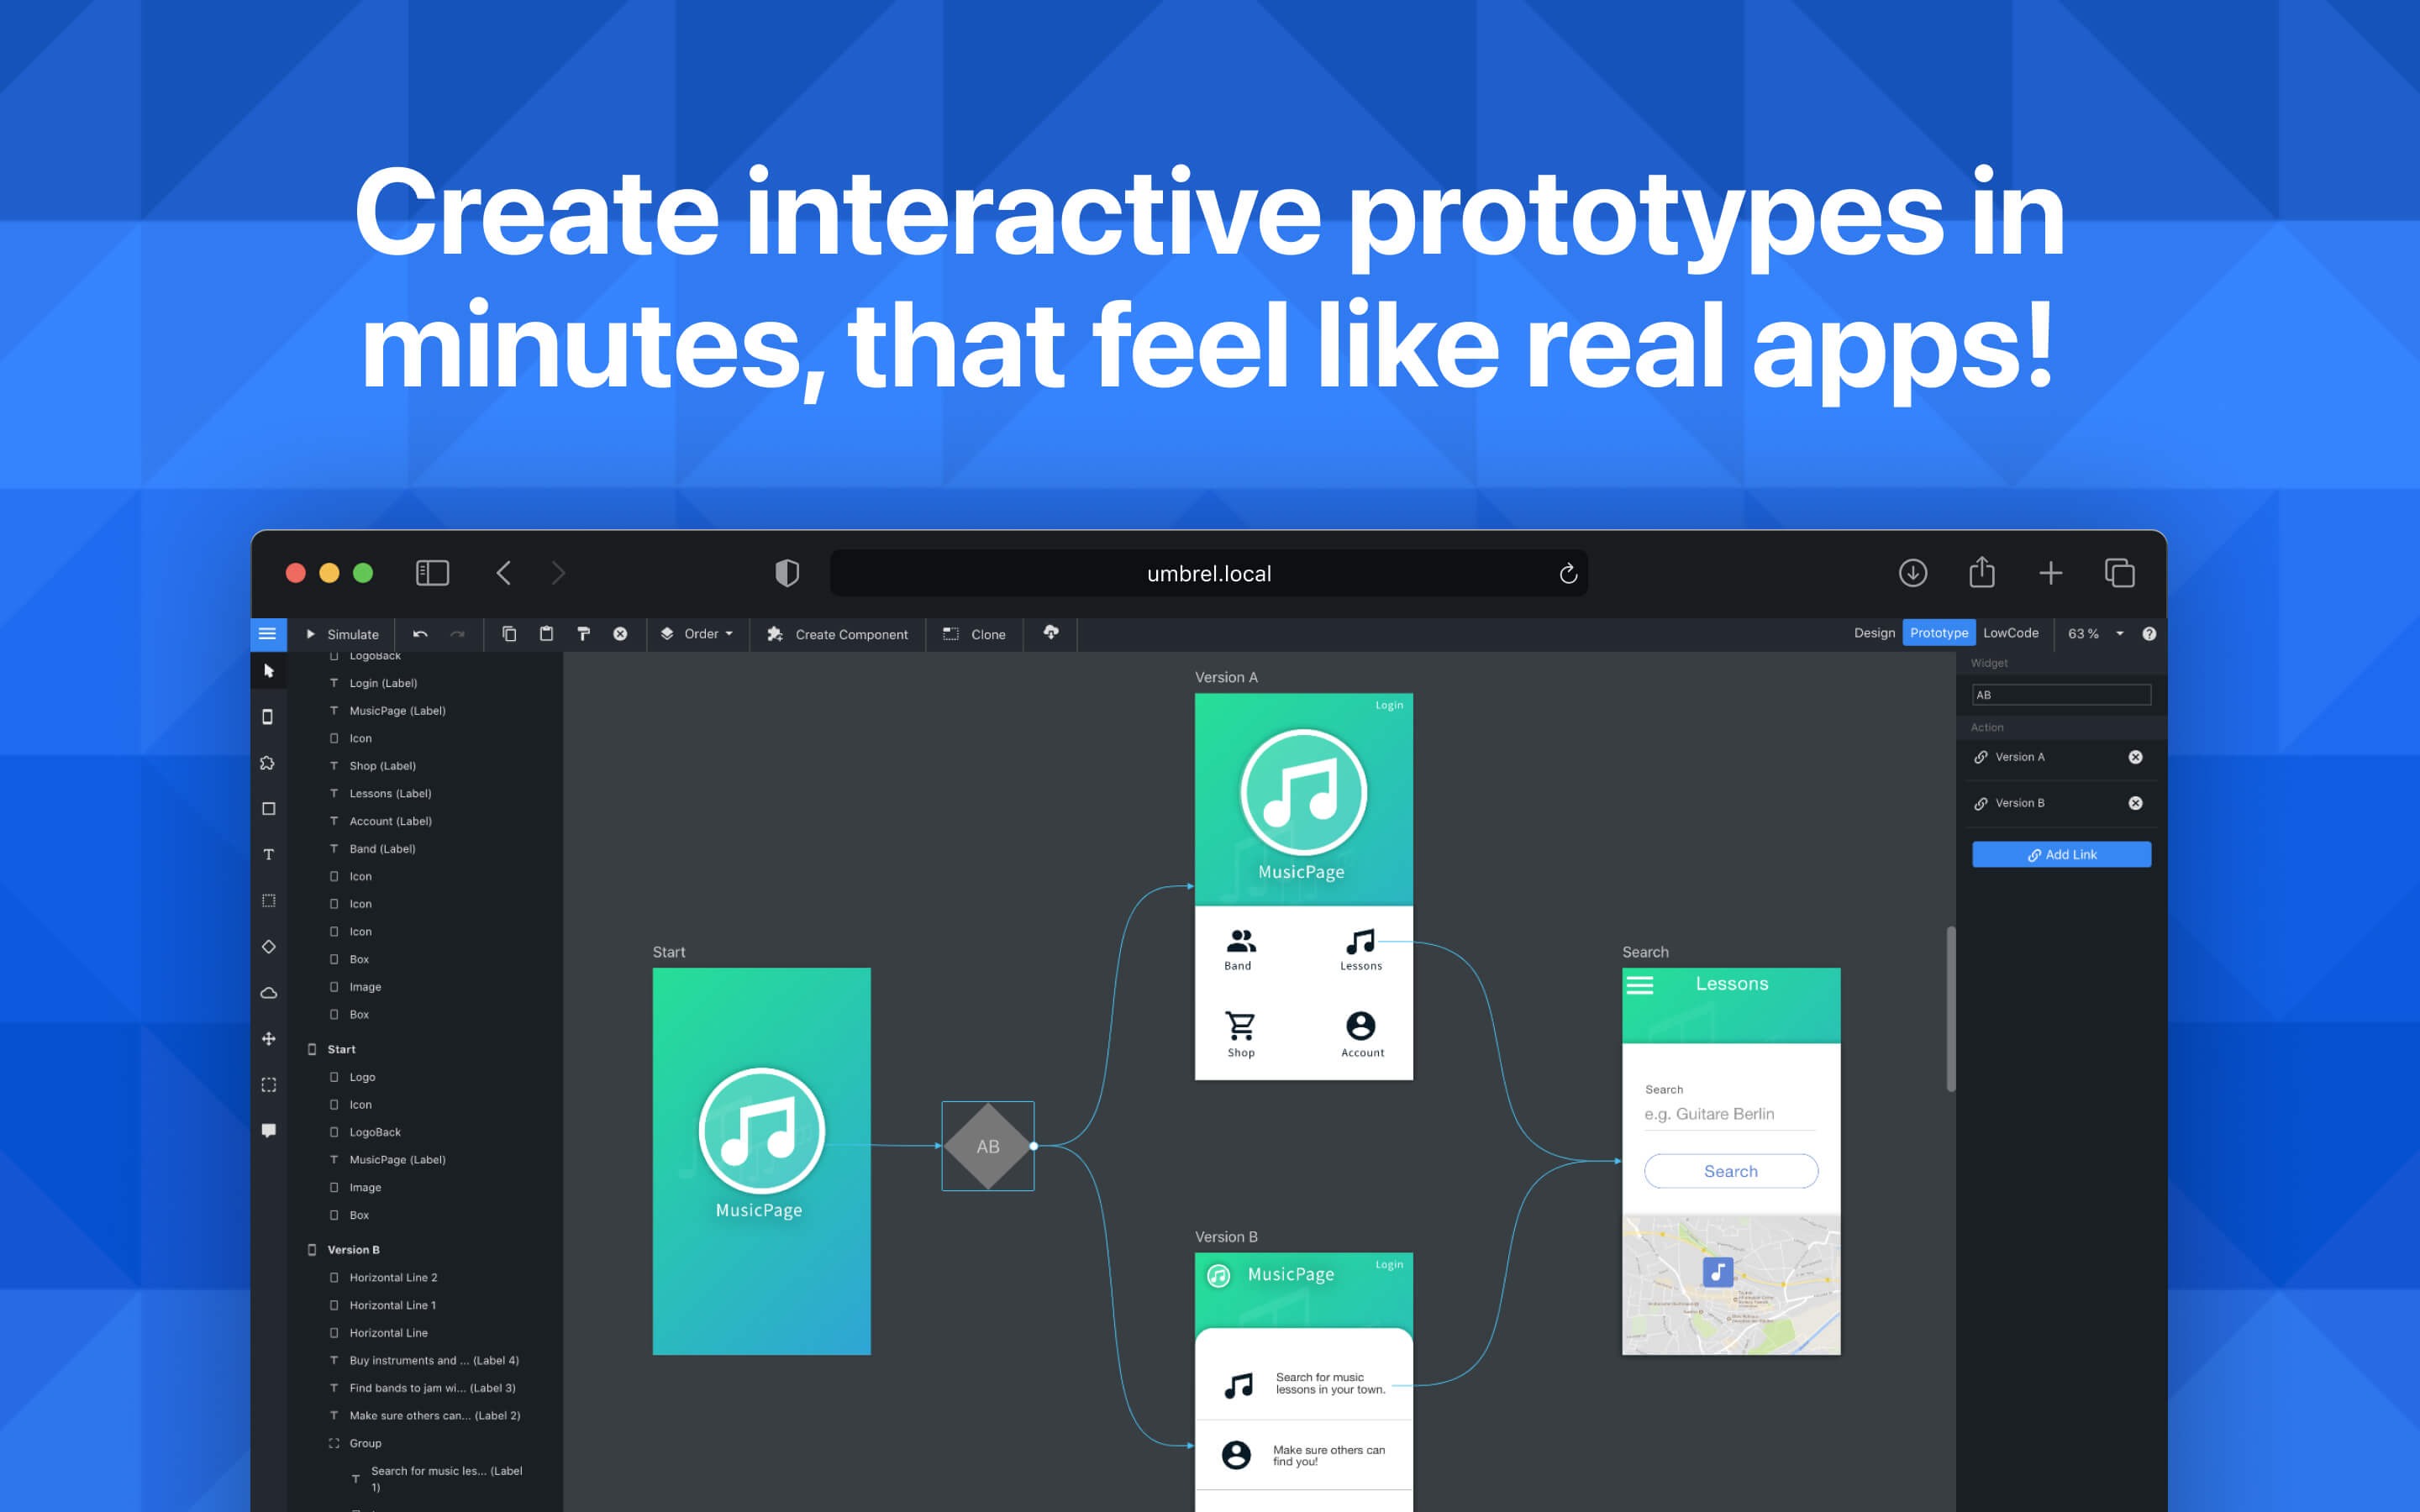 Create interactive prototypes in
minutes, that feel like real apps!
umbrel.local
Simulate
Order
Create Component
Clone
Design
Prototype
LowCode
63 %
LogoBack
Login (Label)
MusicPage (Label)
Icon
Shop (Label)
Lessons (Label)
Account (Label)
Band (Label)
Icon
Icon
Icon
Box
Image
Box
Start
Logo
Icon
LogoBack
MusicPage (Label)
Image
Box
Version B
Horizontal Line 2
Horizontal Line 1
Horizontal Line
Buy instruments and ... (Label 4)
Find bands to jam wi... (Label 3)
Make sure others can... (Label 2)
Group
Search for music les... (Label
1)
Start
MusicPage
AB
Version A
Login
MusicPage
Band
Lessons
Shop
Account
Version B
MusicPage
Login
Search for music
lessons in your town.
Make sure others can
find you!
Search
Lessons
Search
e.g. Guitare Berlin
Search
Widget
AB
Action
Version A
Version B
Add Link